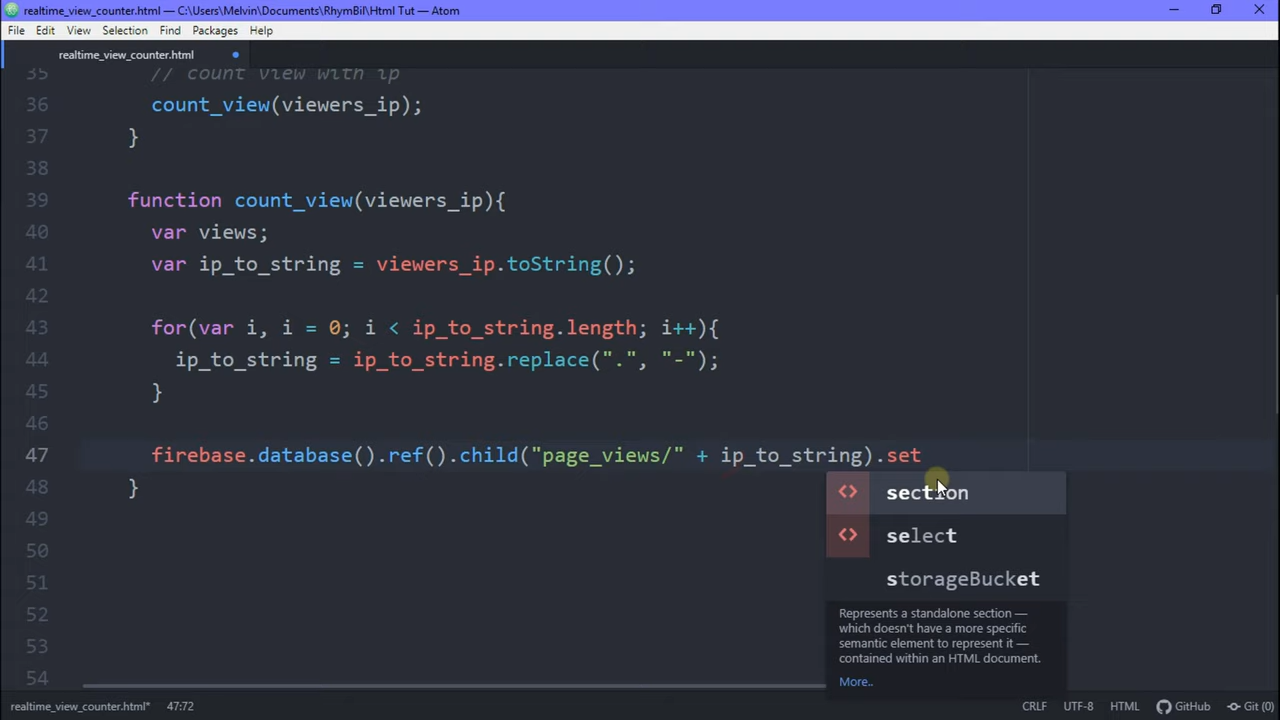 realtime_view_counter.html — C:\Users\Melvin\Documents\RhymBil\Html Tut — Atom
File Edit View Selection Find Packages Help
realtime_view_counter.html
35 // count view with ip
36 count_view(viewers_ip);
37 }
38
39 function count_view(viewers_ip){
40 var views;
41 var ip_to_string = viewers_ip.toString();
42
43 for(var i, i = 0; i < ip_to_string.length; i++){
44 ip_to_string = ip_to_string.replace(".", "-");
45 }
46
47 firebase.database().ref().child("page_views/" + ip_to_string).set
48 }
<> section
49
<> select
50
storageBucket
51
52
Represents a standalone section —
which doesn't have a more specific
semantic element to represent it —
contained within an HTML document.
More..
53
54
realtime_view_counter.html* 47:72 CRLF UTF-8 HTML GitHub Git (0)